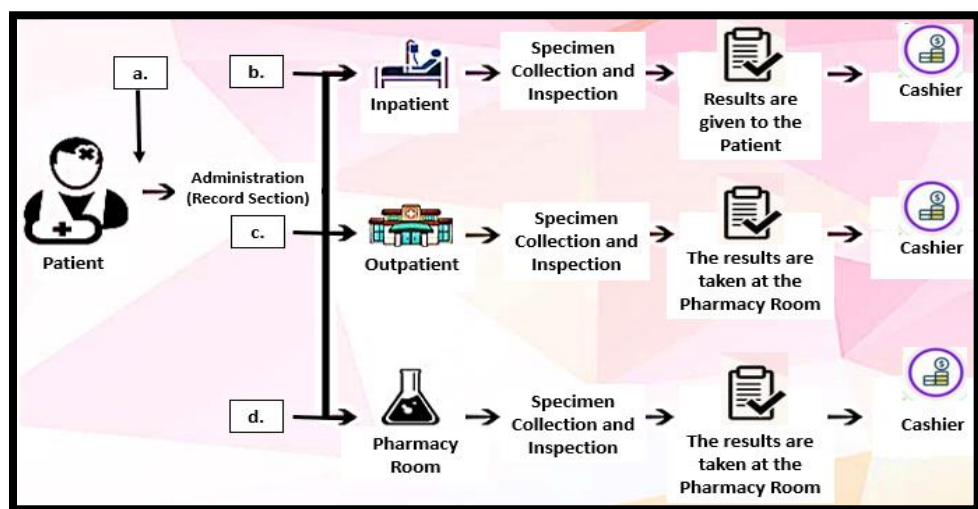 a.
Patient
Administration
(Record Section)
b.
Inpatient
Specimen
Collection and
Inspection
Results are
given to the
Patient
Cashier
c.
Outpatient
Specimen
Collection and
Inspection
The results are
taken at the
Pharmacy Room
Cashier
d.
Pharmacy
Room
Specimen
Collection and
Inspection
The results are
taken at the
Pharmacy Room
Cashier